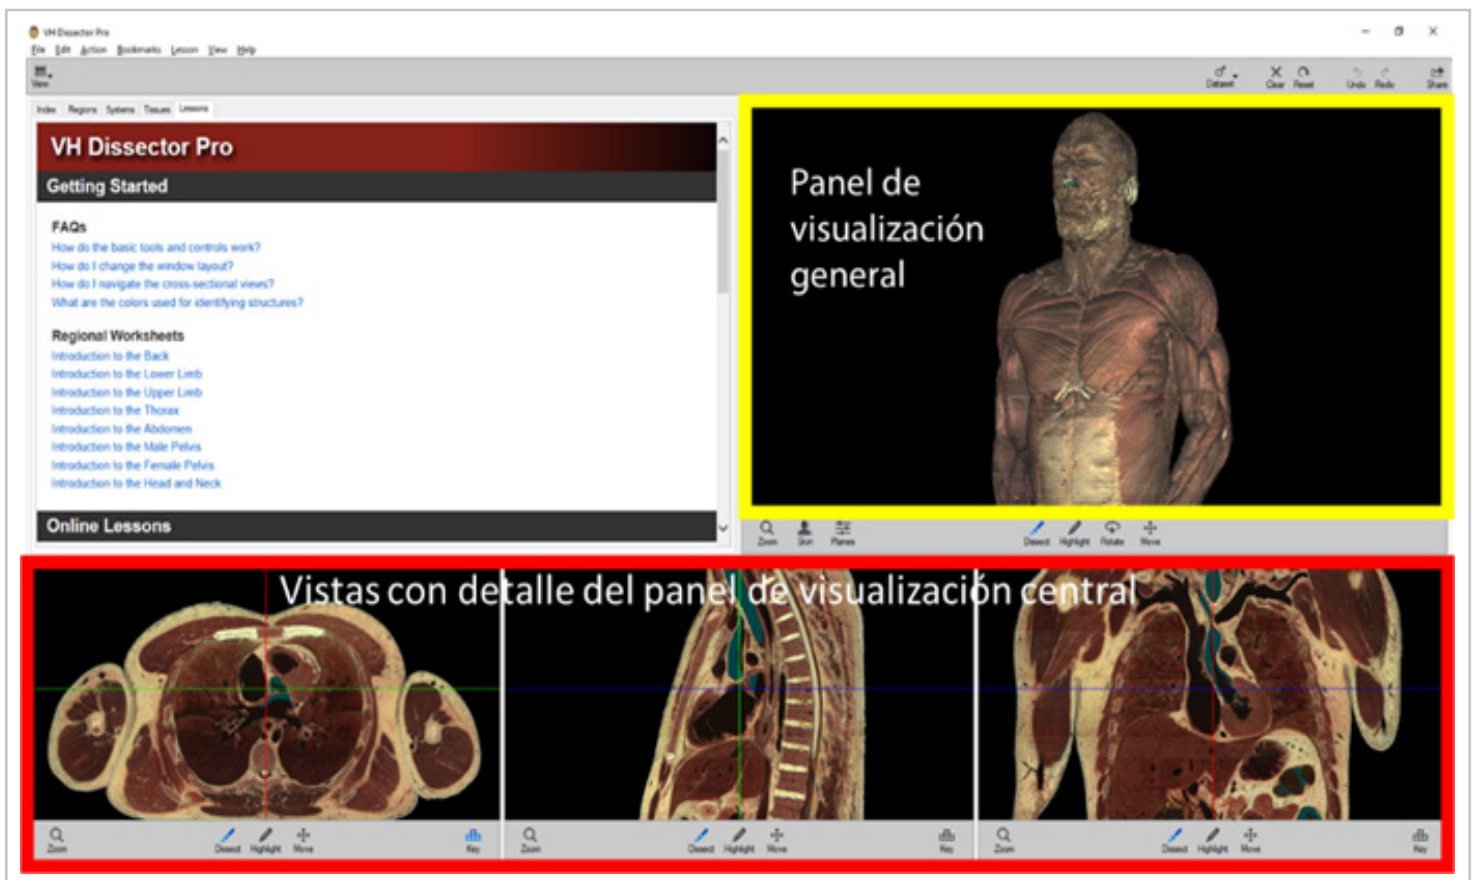 VH Dissector Pro
File Edit Action Bookmarks Lesson View Help
View
Dataset Clear Reset Undo Redo Share
Index Regions Systems Tissues Lessons
VH Dissector Pro
Getting Started
FAQs
How do the basic tools and controls work?
How do I change the window layout?
How do I navigate the cross-sectional views?
What are the colors used for identifying structures?
Regional Worksheets
Introduction to the Back
Introduction to the Lower Limb
Introduction to the Upper Limb
Introduction to the Thorax
Introduction to the Abdomen
Introduction to the Male Pelvis
Introduction to the Female Pelvis
Introduction to the Head and Neck
Online Lessons
Panel de
visualización
general
Zoom Skin Planes Dissect Highlight Rotate Move
Vistas con detalle del panel de visualización central
Zoom Dissect Highlight Move Key
Zoom Dissect Highlight Move Key
Zoom Dissect Highlight Move Key